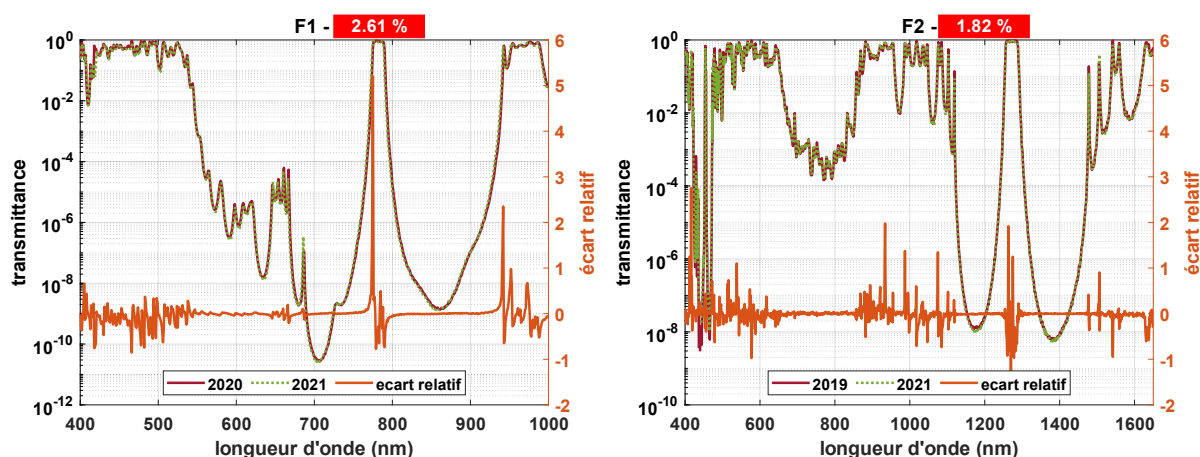 F1 - 2.61 %
10^0
10^-2
10^-4
10^-6
10^-8
10^-10
10^-12
transmittance
6
5
4
3
2
1
0
-1
-2
écart relatif
2020 2021 ecart relatif
400 500 600 700 800 900 1000
longueur d'onde (nm)
F2 - 1.82 %
10^0
10^-2
10^-4
10^-6
10^-8
10^-10
transmittance
6
5
4
3
2
1
0
-1
-2
écart relatif
2019 2021 ecart relatif
400 600 800 1000 1200 1400 1600
longueur d'onde (nm)